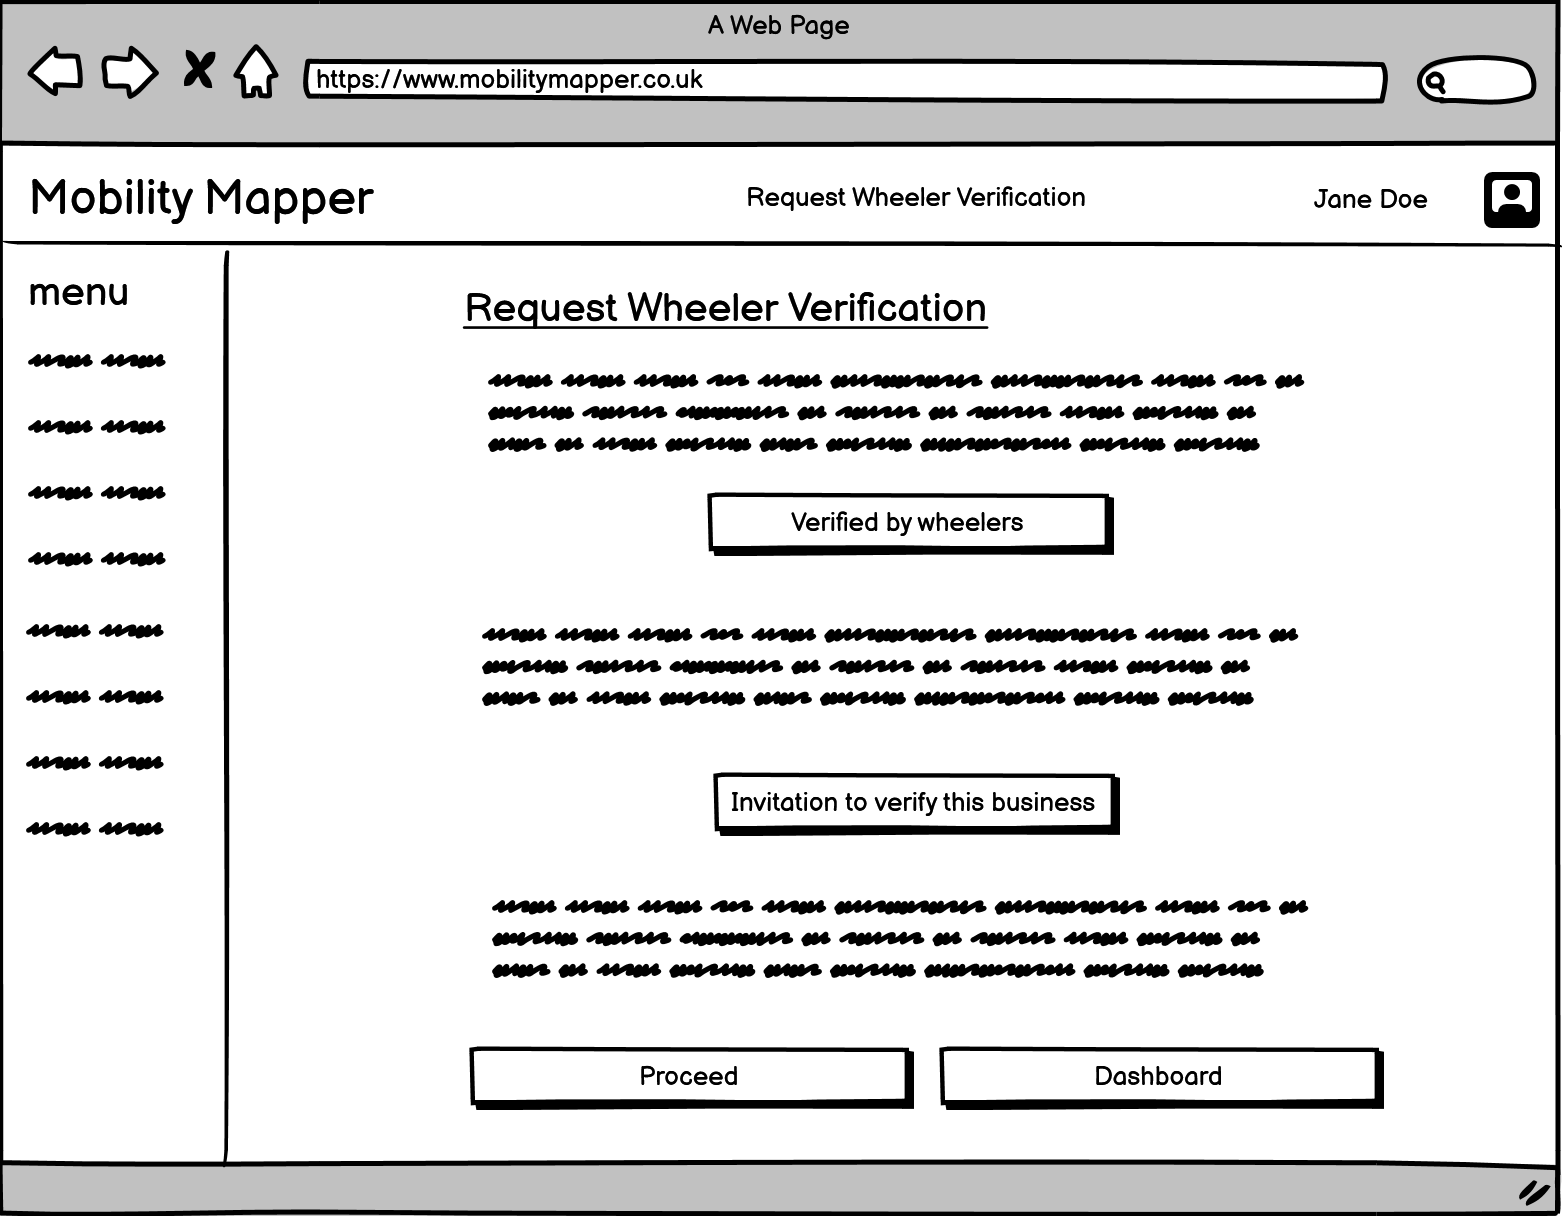 A Web Page
https://www.mobilitymapper.co.uk
Mobility Mapper
Request Wheeler Verification
Jane Doe
menu
Request Wheeler Verification
Verified by wheelers
Invitation to verify this business
Proceed
Dashboard